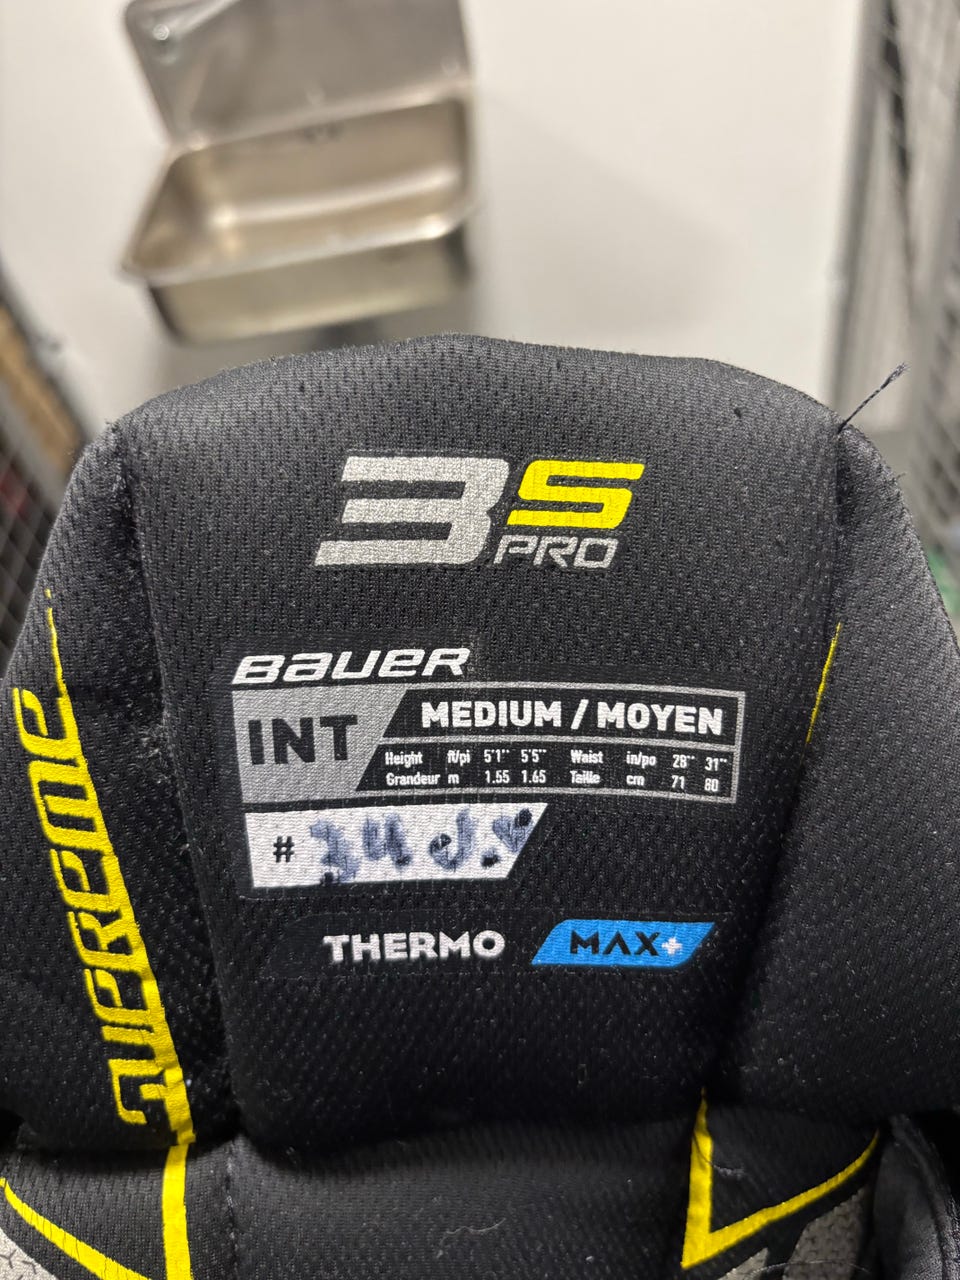 3S
PRO
BAUER
INT
MEDIUM / MOYEN
Height ft/pi 5'1'' 5'5'' Waist in/po 28'' 31''
Grandeur m 1.55 1.65 Taille cm 71 80
# 34 J.Y
THERMO MAX+
SUPREME